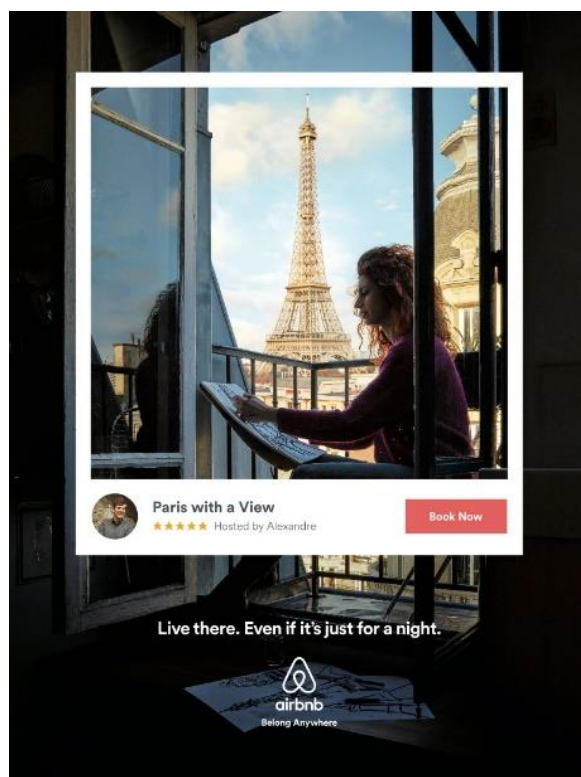 Paris with a View
★★★★★ Hosted by Alexandre
Book Now
Live there. Even if it's just for a night.
airbnb
Belong Anywhere